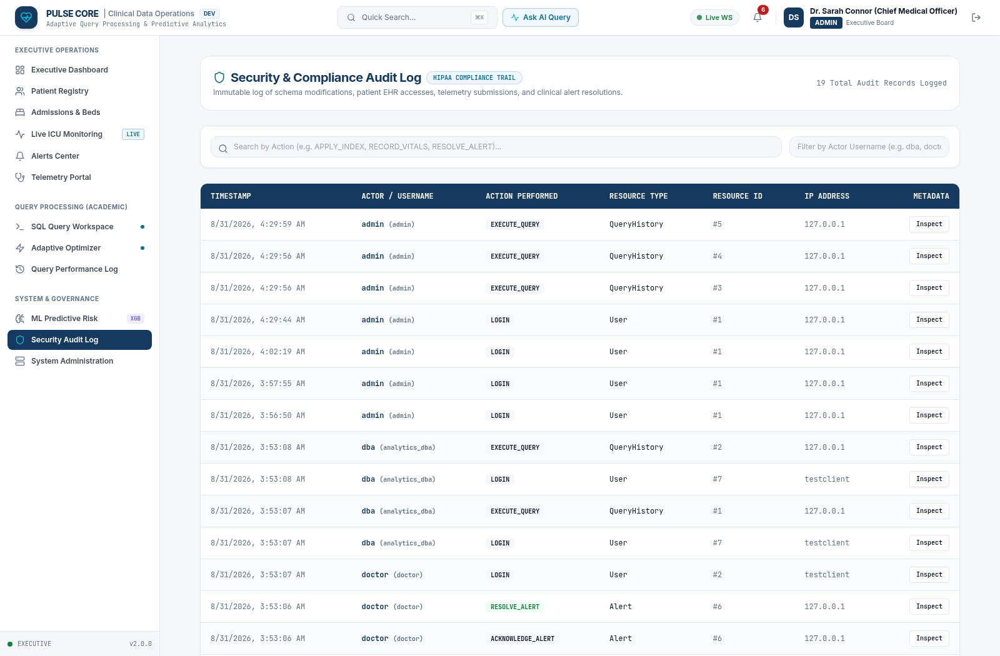 PULSE CORE | Clinical Data Operations DEV
Adaptive Query Processing & Predictive Analytics
Quick Search... ⌘K
Ask AI Query
Live WS
6
DS
Dr. Sarah Connor (Chief Medical Officer)
ADMIN Executive Board
EXECUTIVE OPERATIONS
Executive Dashboard
Patient Registry
Admissions & Beds
Live ICU Monitoring LIVE
Alerts Center
Telemetry Portal
QUERY PROCESSING (ACADEMIC)
SQL Query Workspace
Adaptive Optimizer
Query Performance Log
SYSTEM & GOVERNANCE
ML Predictive Risk XGB
Security Audit Log
System Administration
EXECUTIVE v2.0.0
Security & Compliance Audit Log HIPAA COMPLIANCE TRAIL
Immutable log of schema modifications, patient EHR accesses, telemetry submissions, and clinical alert resolutions.
19 Total Audit Records Logged
Search by Action (e.g. APPLY_INDEX, RECORD_VITALS, RESOLVE_ALERT)...
Filter by Actor Username (e.g. dba, docto
TIMESTAMP ACTOR / USERNAME ACTION PERFORMED RESOURCE TYPE RESOURCE ID IP ADDRESS METADATA
8/31/2026, 4:29:59 AM admin (admin) EXECUTE_QUERY QueryHistory #5 127.0.0.1 Inspect
8/31/2026, 4:29:56 AM admin (admin) EXECUTE_QUERY QueryHistory #4 127.0.0.1 Inspect
8/31/2026, 4:29:56 AM admin (admin) EXECUTE_QUERY QueryHistory #3 127.0.0.1 Inspect
8/31/2026, 4:29:44 AM admin (admin) LOGIN User #1 127.0.0.1 Inspect
8/31/2026, 4:02:19 AM admin (admin) LOGIN User #1 127.0.0.1 Inspect
8/31/2026, 3:57:55 AM admin (admin) LOGIN User #1 127.0.0.1 Inspect
8/31/2026, 3:56:50 AM admin (admin) LOGIN User #1 127.0.0.1 Inspect
8/31/2026, 3:53:08 AM dba (analytics_dba) EXECUTE_QUERY QueryHistory #2 127.0.0.1 Inspect
8/31/2026, 3:53:08 AM dba (analytics_dba) LOGIN User #7 testclient Inspect
8/31/2026, 3:53:07 AM dba (analytics_dba) EXECUTE_QUERY QueryHistory #1 127.0.0.1 Inspect
8/31/2026, 3:53:07 AM dba (analytics_dba) LOGIN User #7 testclient Inspect
8/31/2026, 3:53:07 AM doctor (doctor) LOGIN User #2 testclient Inspect
8/31/2026, 3:53:06 AM doctor (doctor) RESOLVE_ALERT Alert #6 127.0.0.1 Inspect
8/31/2026, 3:53:06 AM doctor (doctor) ACKNOWLEDGE_ALERT Alert #6 127.0.0.1 Inspect